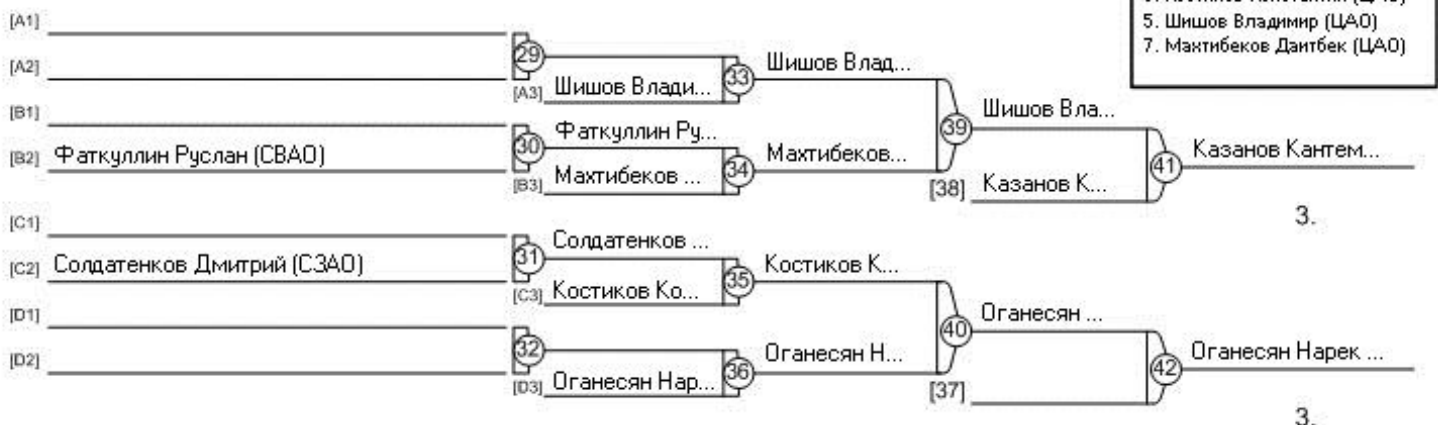 5. Шишов Владимир (ЦАО)
7. Махтибеков Даитбек (ЦАО)
[A1]
[A2]
29
[A3] Шишов Влади...
33
Шишов Влад...
[B1]
[B2] Фаткуллин Руслан (СВАО)
30
Фаткуллин Ру...
[B3] Махтибеков ...
34
Махтибеков...
39
Шишов Вла...
[38] Казанов К...
41
Казанов Кантем...
3.
[C1]
[C2] Солдатенков Дмитрий (СЗАО)
31
Солдатенков ...
[C3] Костиков Ко...
35
Костиков К...
[D1]
[D2]
32
[D3] Оганесян Нар...
36
Оганесян Н...
40
Оганесян ...
[37]
42
Оганесян Нарек ...
3.